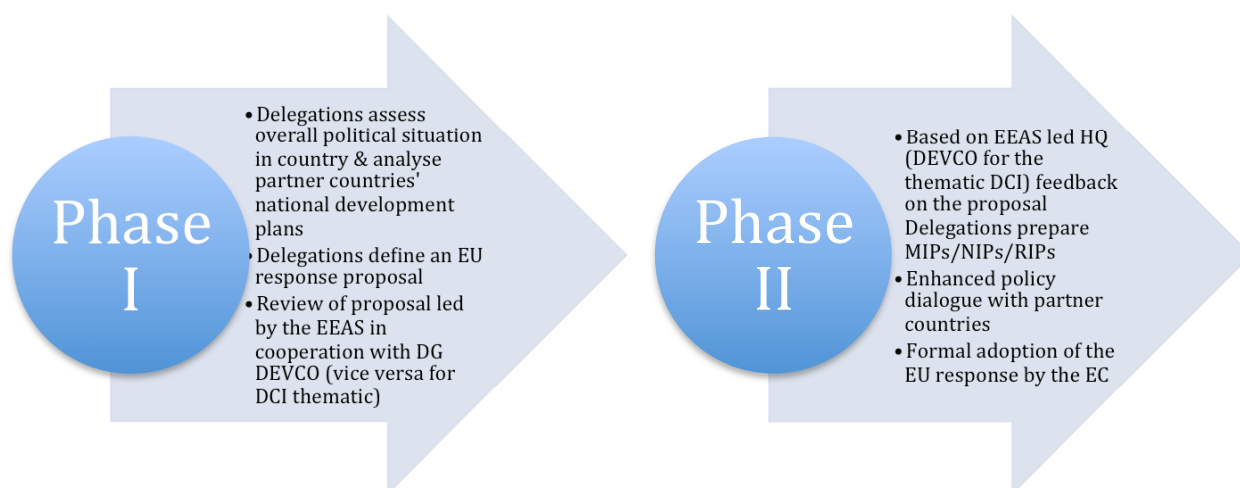 Phase
I
• Delegations assess
overall political situation
in country & analyse
partner countries'
national development
plans
• Delegations define an EU
response proposal
• Review of proposal led
by the EEAS in
cooperation with DG
DEVCO (vice versa for
DCI thematic)
Phase
II
• Based on EEAS led HQ
(DEVCO for the
thematic DCI) feedback
on the proposal
Delegations prepare
MIPs/NIPs/RIPs
• Enhanced policy
dialogue with partner
countries
• Formal adoption of the
EU response by the EC